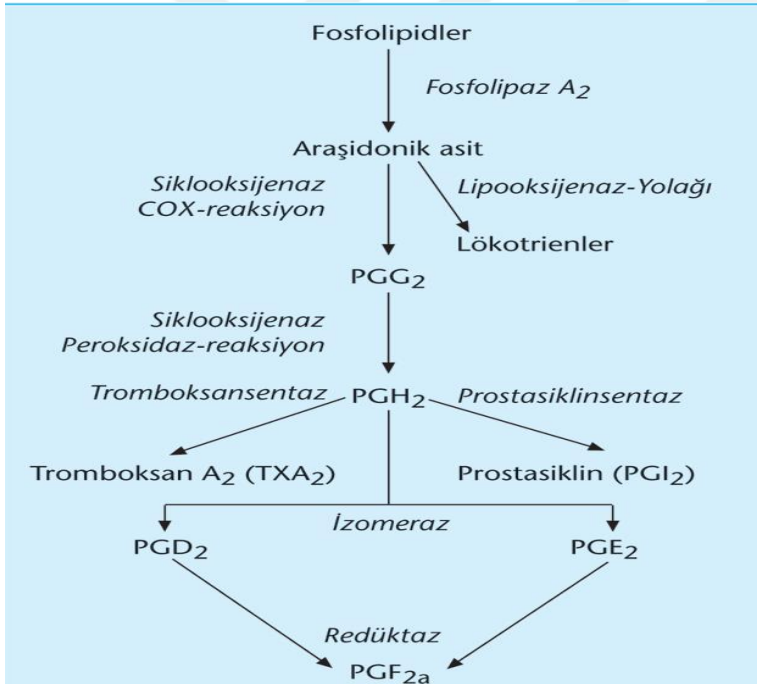 Fosfolipidler
Fosfolipaz A₂
Araşidonik asit
Siklooksijenaz
COX-reaksiyon
Lipooksijenaz-Yolağı
Lökotrienler
PGG₂
Siklooksijenaz
Peroksidaz-reaksiyon
Tromboksansentaz
PGH₂
Prostasiklinsentaz
Tromboksan A₂ (TXA₂)
Prostasiklin (PGI₂)
İzomeraz
PGD₂
PGE₂
Redüktaz
PGF₂a